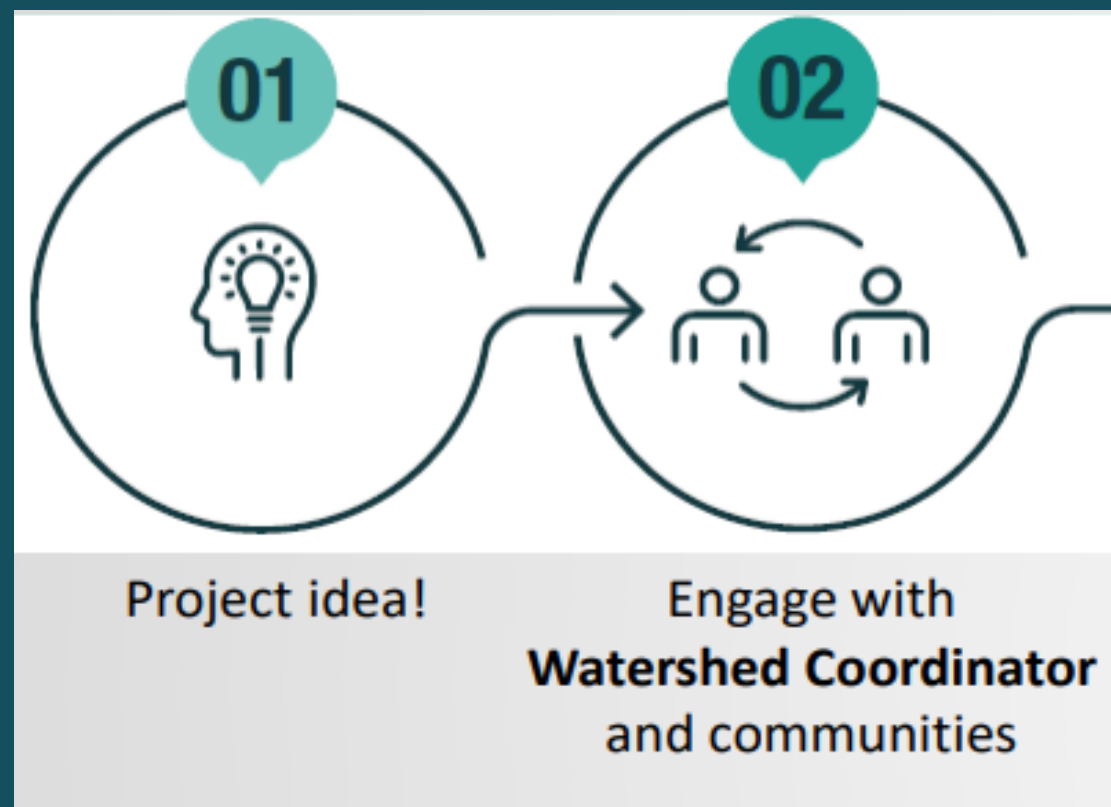 01
02
Project idea!
Engage with
Watershed Coordinator
and communities